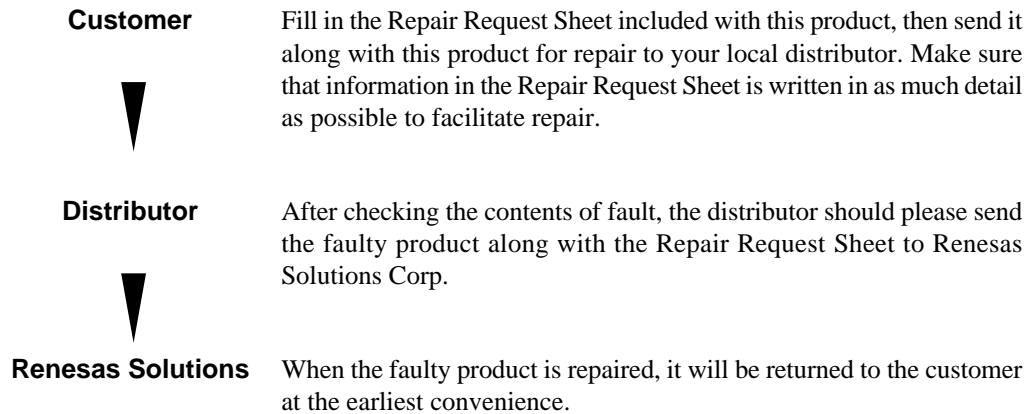 Customer
Fill in the Repair Request Sheet included with this product, then send it
along with this product for repair to your local distributor. Make sure
that information in the Repair Request Sheet is written in as much detail
as possible to facilitate repair.
Distributor
After checking the contents of fault, the distributor should please send
the faulty product along with the Repair Request Sheet to Renesas
Solutions Corp.
Renesas Solutions
When the faulty product is repaired, it will be returned to the customer
at the earliest convenience.